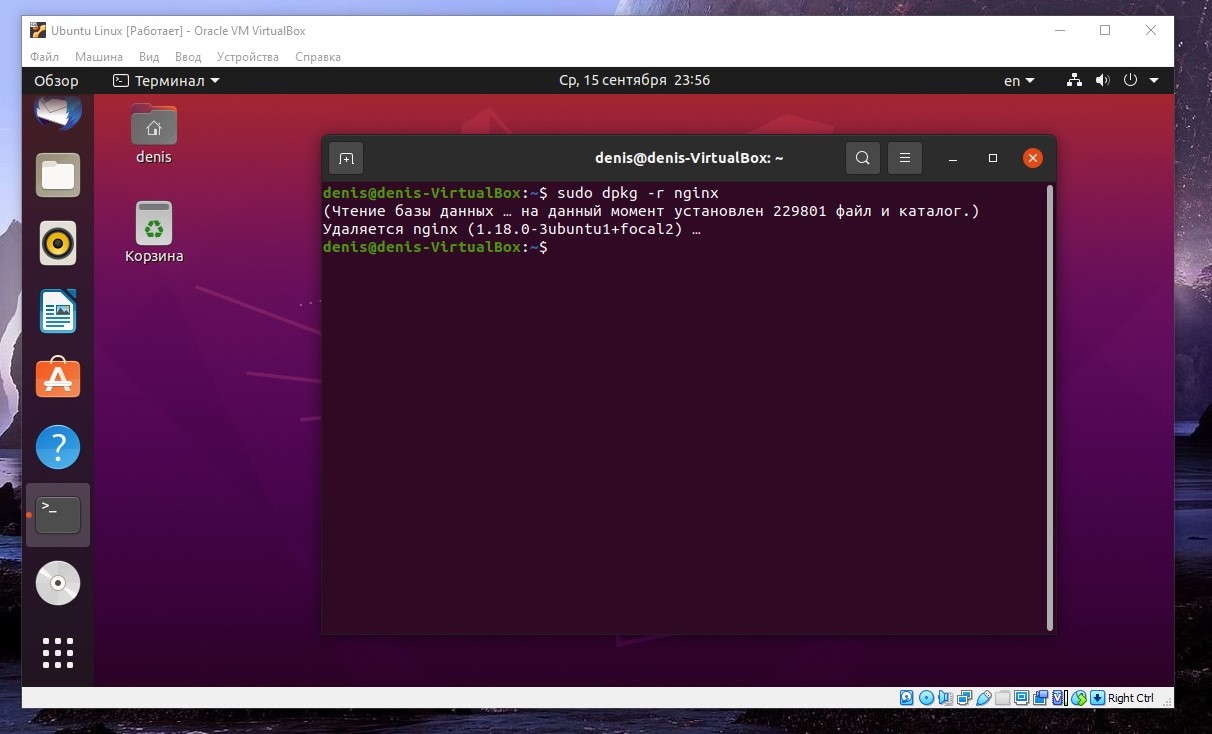 Ubuntu Linux [Работает] - Oracle VM VirtualBox
Файл Машина Вид Ввод Устройства Справка
Обзор Терминал Ср, 15 сентября 23:56 en
denis
Корзина
denis@denis-VirtualBox: ~
denis@denis-VirtualBox:~$ sudo dpkg -r nginx
(Чтение базы данных … на данный момент установлен 229801 файл и каталог.)
Удаляется nginx (1.18.0-3ubuntu1+focal2) …
denis@denis-VirtualBox:~$
Right Ctrl